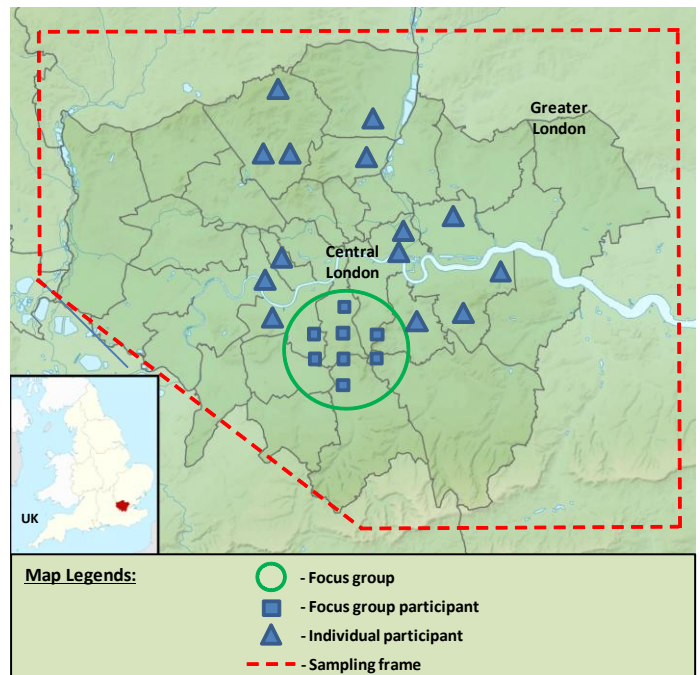 Greater
London
Central
London
UK
Map Legends:
- Focus group
- Focus group participant
- Individual participant
- Sampling frame